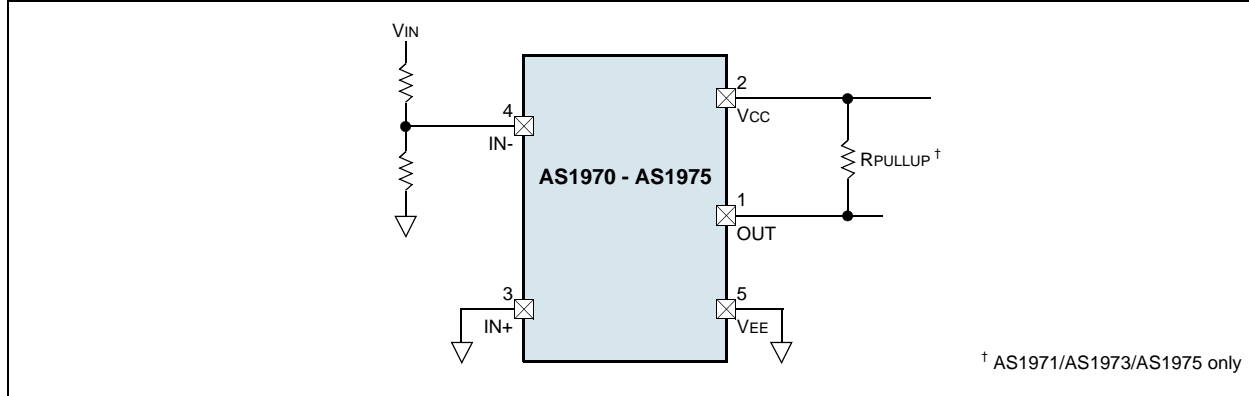 VIN
2
VCC
4
IN-
RPULLUP †
AS1970 - AS1975
1
OUT
3
IN+
5
VEE
† AS1971/AS1973/AS1975 only